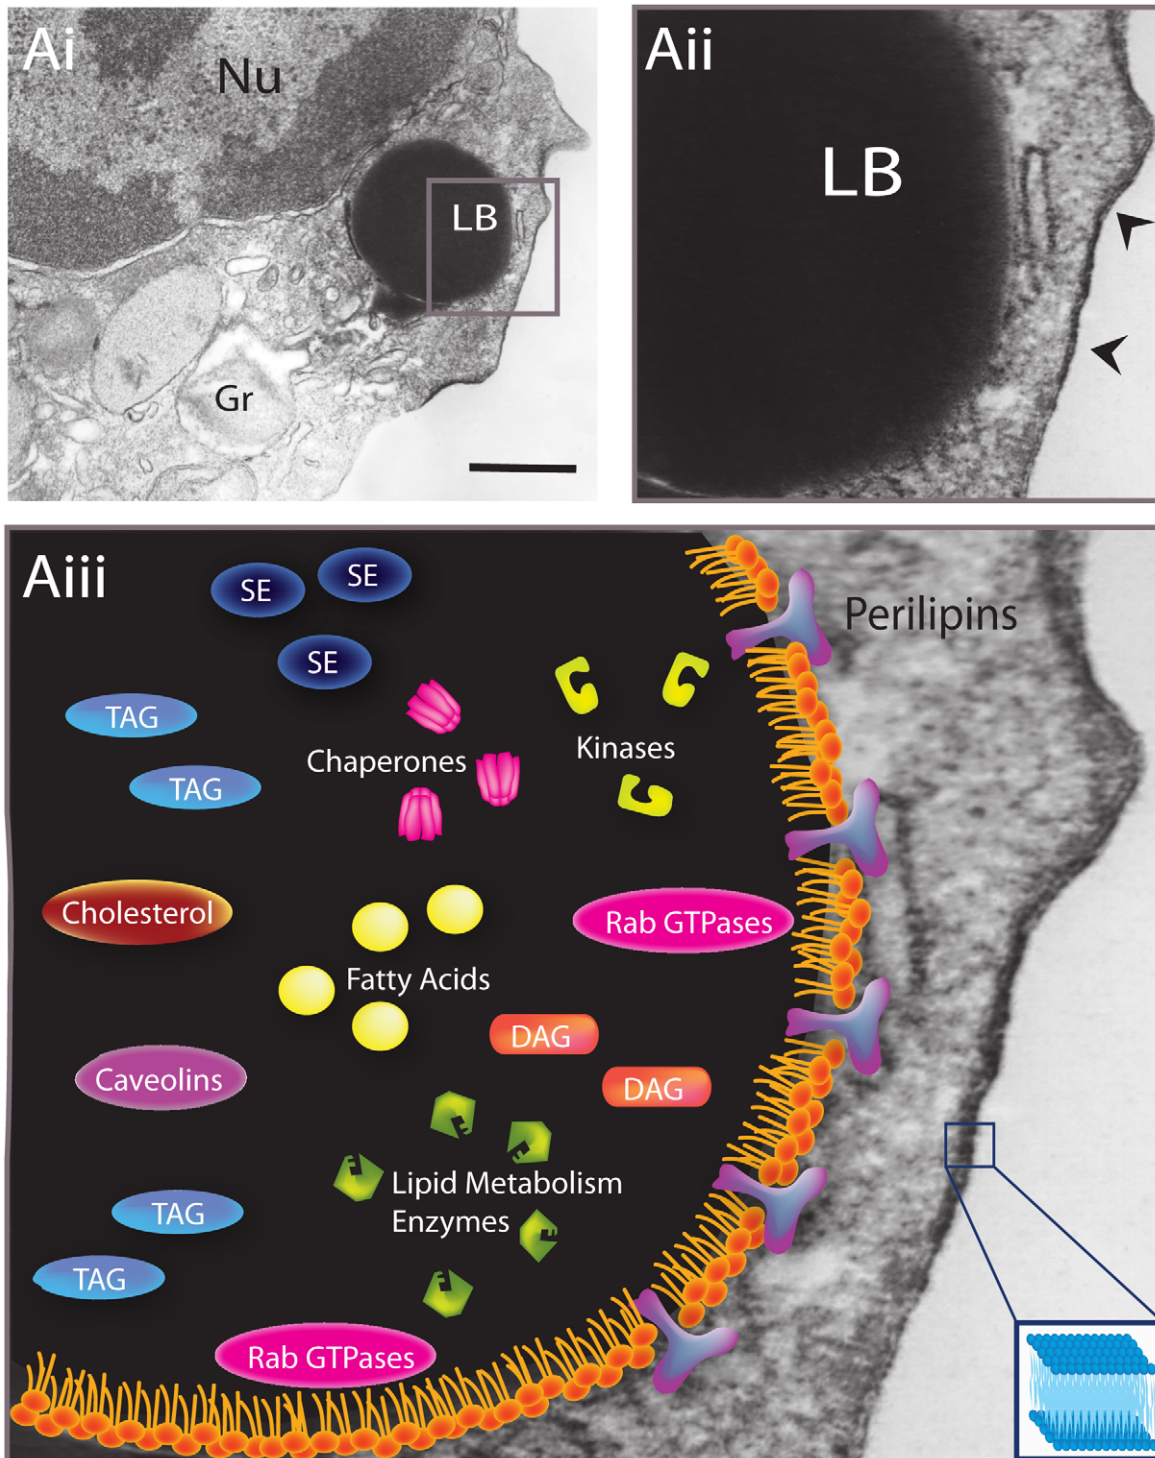 Ai
Nu
LB
Gr
Aii
LB
Aiii
SE
SE
SE
Perilipins
TAG
Kinases
Chaperones
TAG
Cholesterol
Rab GTPases
Fatty Acids
DAG
Caveolins
DAG
Lipid Metabolism
Enzymes
TAG
TAG
Rab GTPases